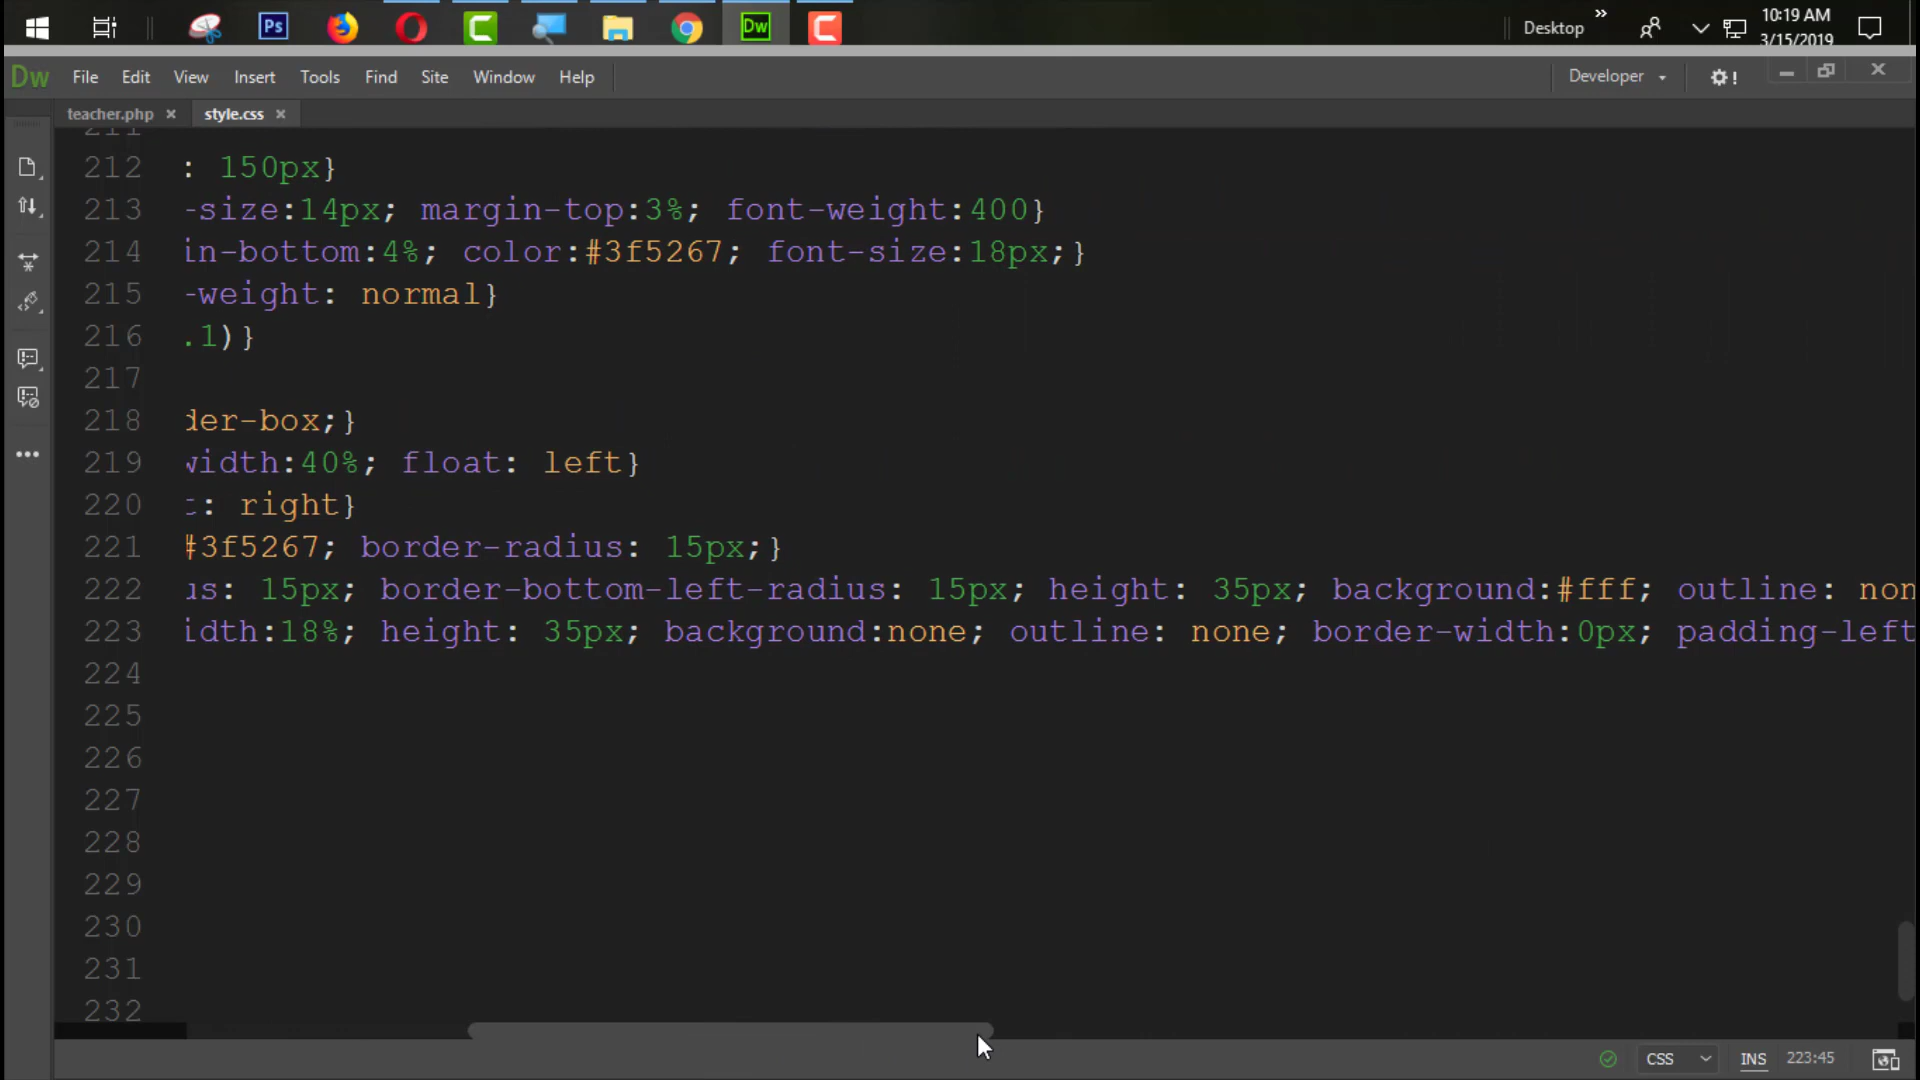 Ps
Dw
Desktop
»
10:19 AM
3/15/2019
Dw File Edit View Insert Tools Find Site Window Help
Developer
teacher.php × style.css ×
211
212 : 150px}
213 -size:14px; margin-top:3%; font-weight:400}
214 in-bottom:4%; color:#3f5267; font-size:18px;}
215 -weight: normal}
216 .1)}
217
218 der-box;}
219 width:40%; float: left}
220 t: right}
221 #3f5267; border-radius: 15px;}
222 us: 15px; border-bottom-left-radius: 15px; height: 35px; background:#fff; outline: non
223 idth:18%; height: 35px; background:none; outline: none; border-width:0px; padding-left
224
225
226
227
228
229
230
231
232
CSS INS 223:45